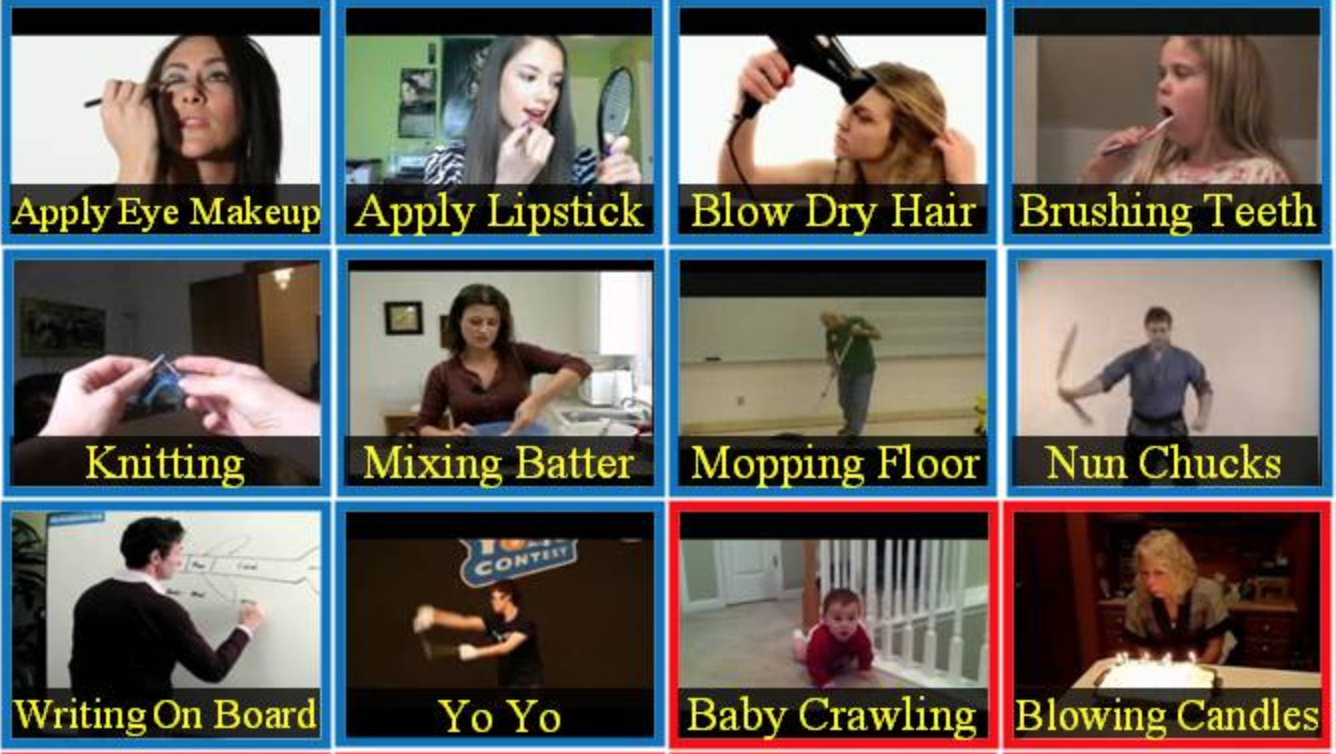 Apply Eye Makeup
Apply Lipstick
Blow Dry Hair
Brushing Teeth
Knitting
Mixing Batter
Mopping Floor
Nun Chucks
CONTEST
Writing On Board
Yo Yo
Baby Crawling
Blowing Candles